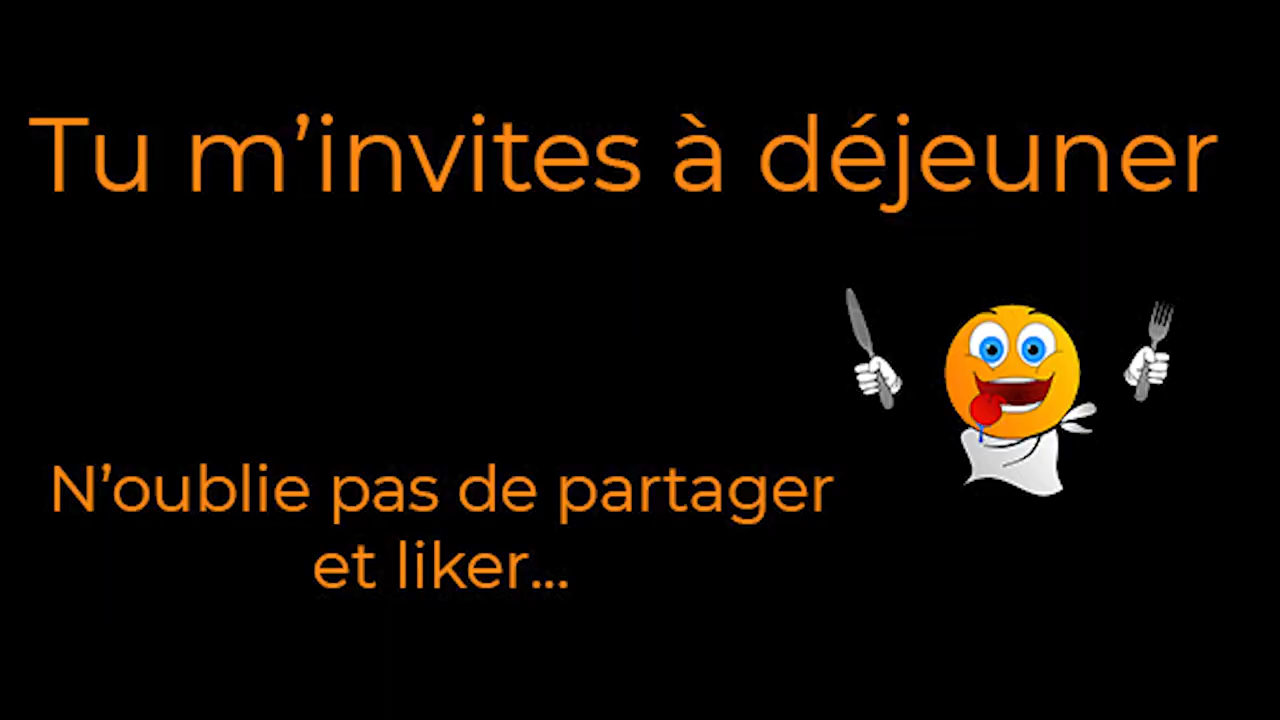 Tu m’invites à déjeuner
N’oublie pas de partager
et liker...